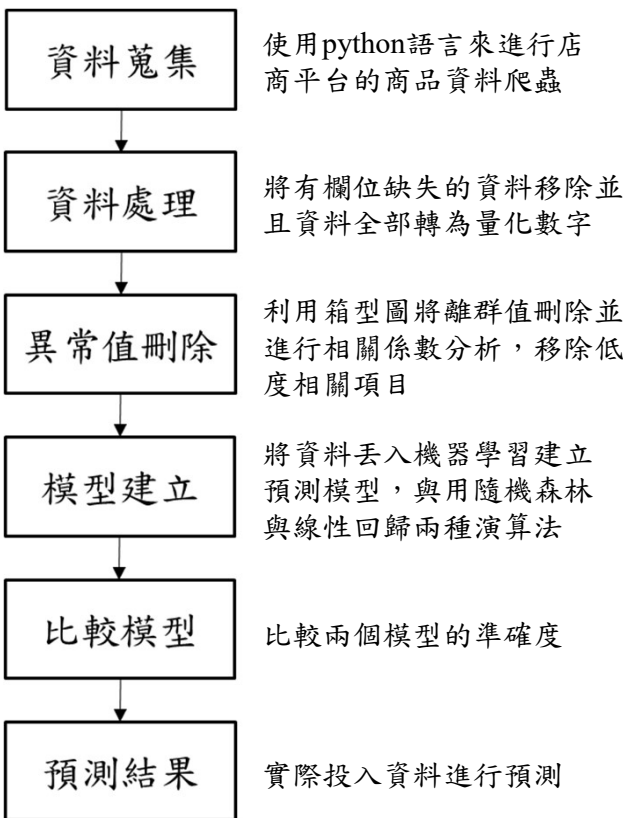 資料蒐集
使用python語言來進行店
商平台的商品資料爬蟲
資料處理
將有欄位缺失的資料移除並
且資料全部轉為量化數字
異常值刪除
利用箱型圖將離群值刪除並
進行相關係數分析，移除低
度相關項目
模型建立
將資料丟入機器學習建立
預測模型，與用隨機森林
與線性回歸兩種演算法
比較模型
比較兩個模型的準確度
預測結果
實際投入資料進行預測